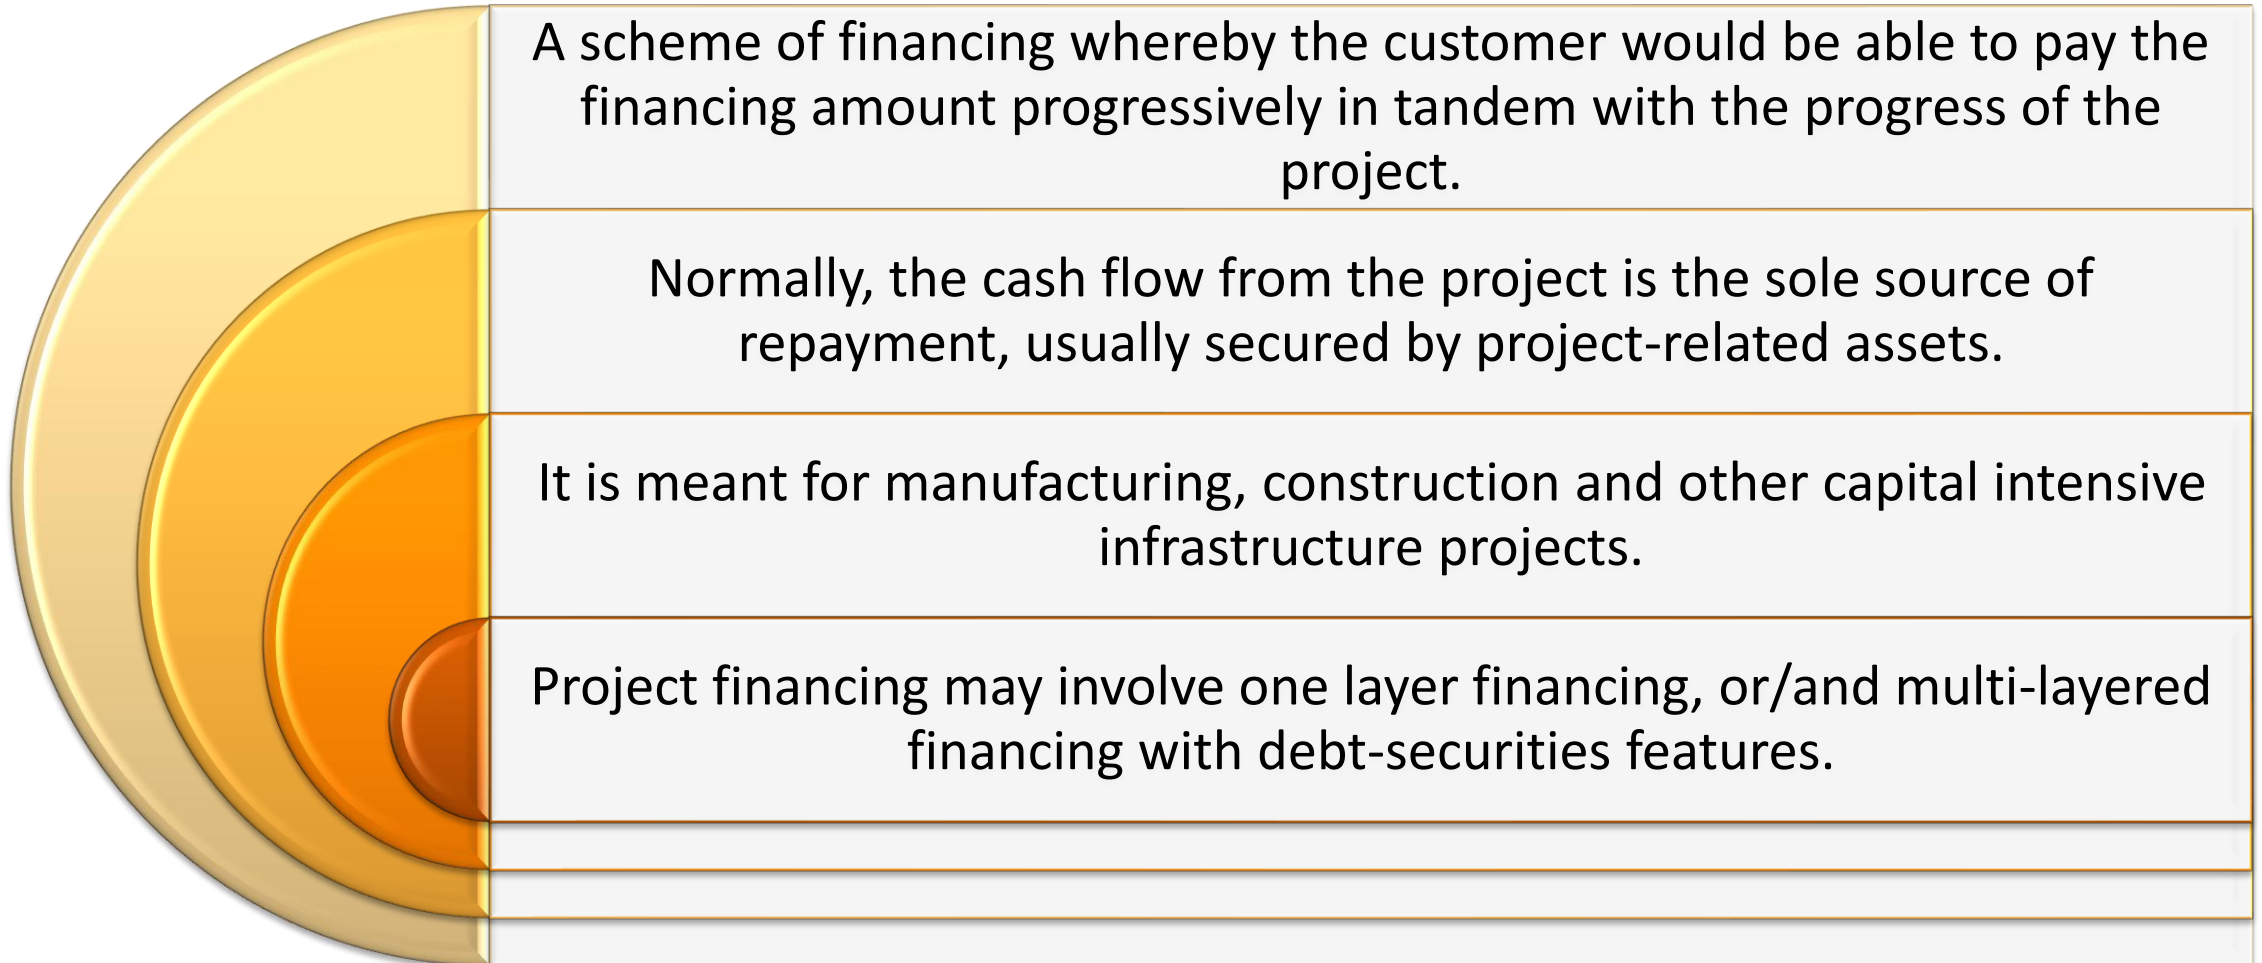 A scheme of financing whereby the customer would be able to pay the
financing amount progressively in tandem with the progress of the
project.
Normally, the cash flow from the project is the sole source of
repayment, usually secured by project-related assets.
It is meant for manufacturing, construction and other capital intensive
infrastructure projects.
Project financing may involve one layer financing, or/and multi-layered
financing with debt-securities features.